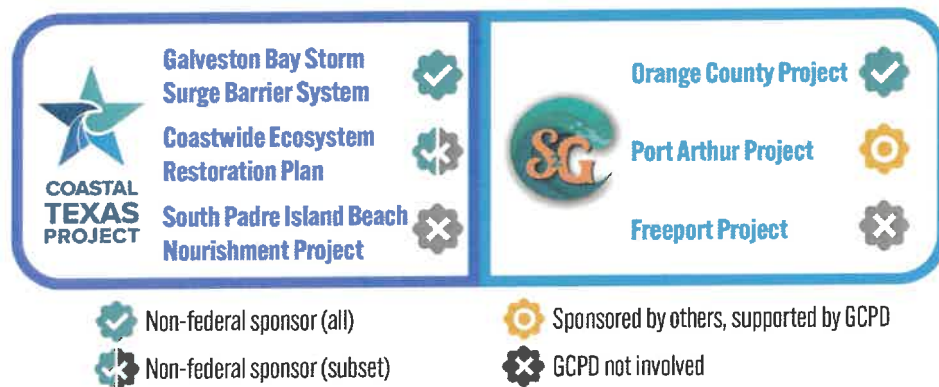 Galveston Bay Storm
Surge Barrier System
Coastwide Ecosystem
Restoration Plan
South Padre Island Beach
Nourishment Project
COASTAL
TEXAS
PROJECT
S2G
Orange County Project
Port Arthur Project
Freeport Project
Non-federal sponsor (all)
Non-federal sponsor (subset)
Sponsored by others, supported by GCPD
GCPD not involved